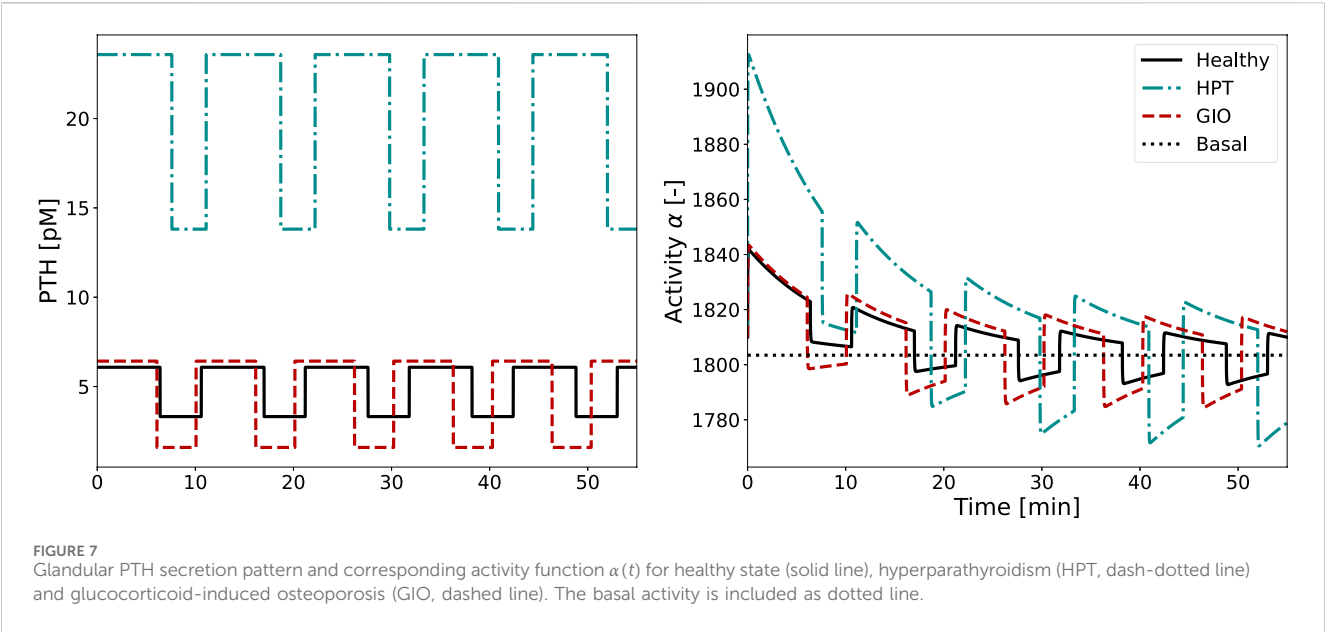 PTH [pM]
20
15
10
5
0
10
20
30
40
50
Activity α [-]
1900
1880
1860
1840
1820
1800
1780
0
10
20
30
40
50
Time [min]
Healthy
HPT
GIO
Basal
FIGURE 7
Glandular PTH secretion pattern and corresponding activity function α(t) for healthy state (solid line), hyperparathyroidism (HPT, dash-dotted line)
and glucocorticoid-induced osteoporosis (GIO, dashed line). The basal activity is included as dotted line.